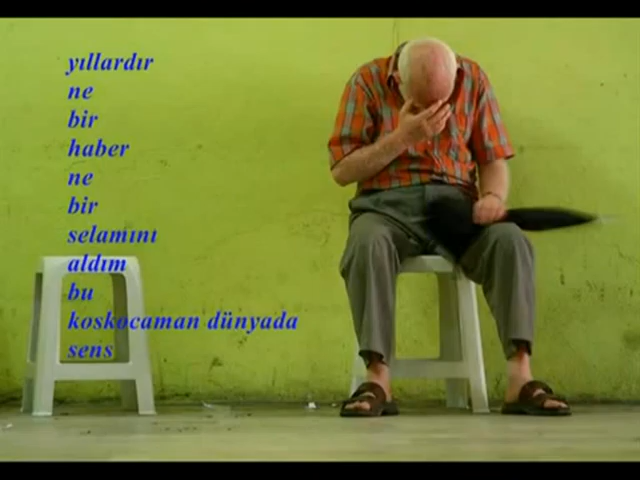 yıllardır
ne
bir
haber
ne
bir
selamını
aldım
bu
koskocaman dünyada
sens